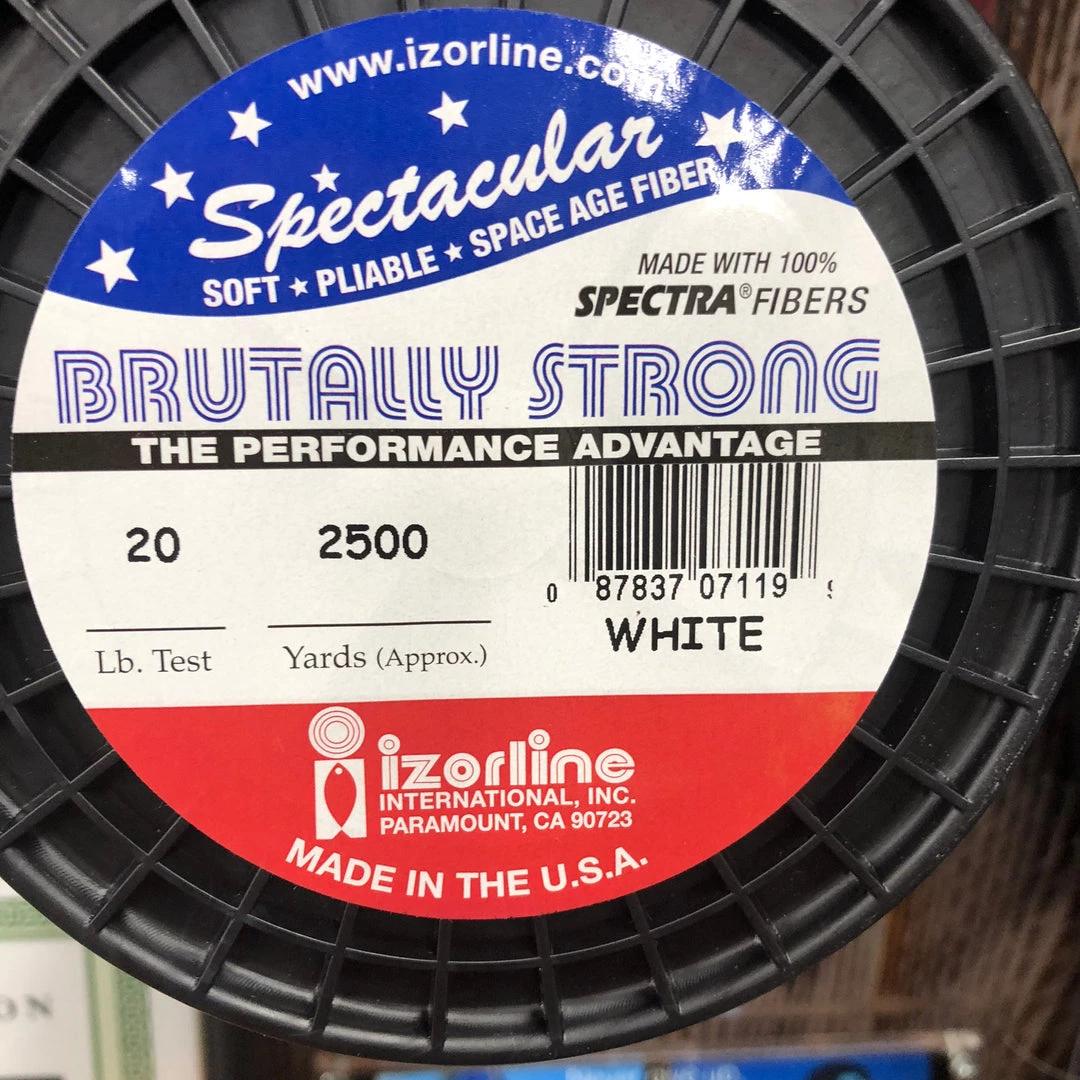 www.izorline.com
Spectacular
SOFT ★ PLIABLE ★ SPACE AGE FIBER
MADE WITH 100%
SPECTRA® FIBERS
BRUTALLY STRONG
THE PERFORMANCE ADVANTAGE
20
2500
0 87837 07119
WHITE
Lb. Test
Yards (Approx.)
izorline
INTERNATIONAL, INC.
PARAMOUNT, CA 90723
MADE IN THE U.S.A.
ON